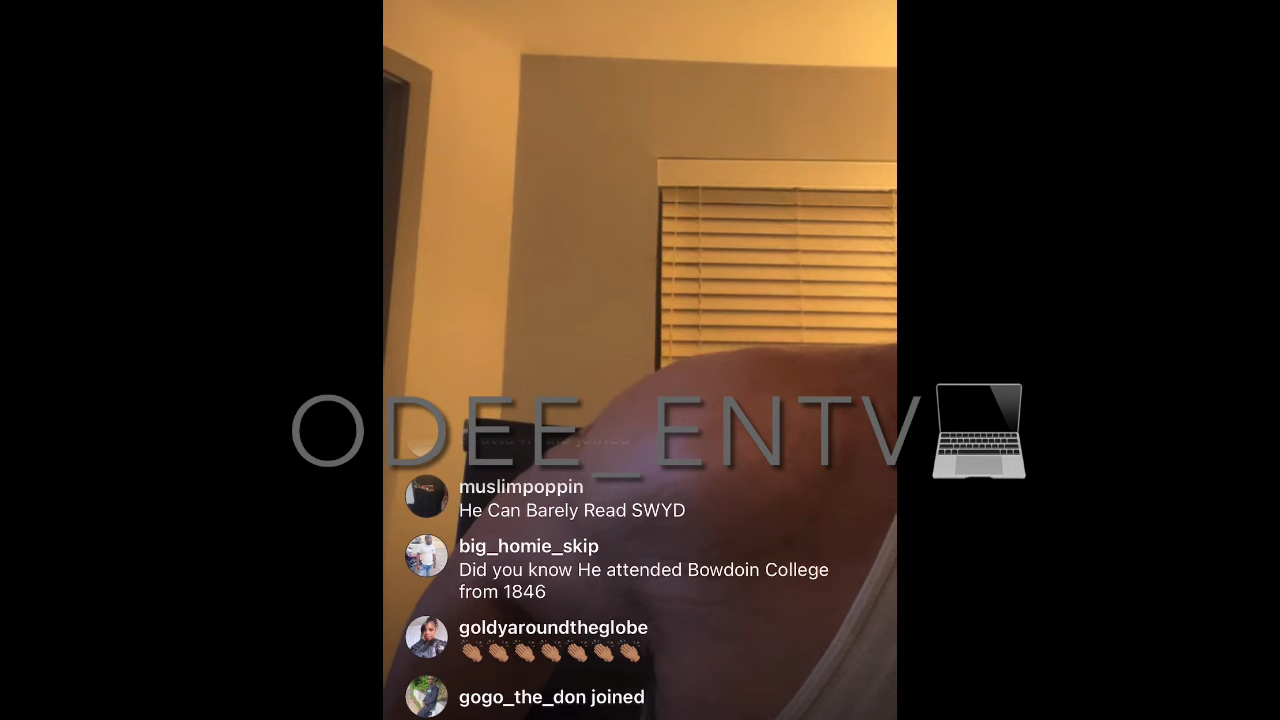 ODEE_ENTV
joined
muslimpoppin
He Can Barely Read SWYD
big_homie_skip
Did you know He attended Bowdoin College
from 1846
goldyaroundtheglobe
👏🏽👏🏽👏🏽👏🏽👏🏽👏🏽👏🏽
gogo_the_don joined